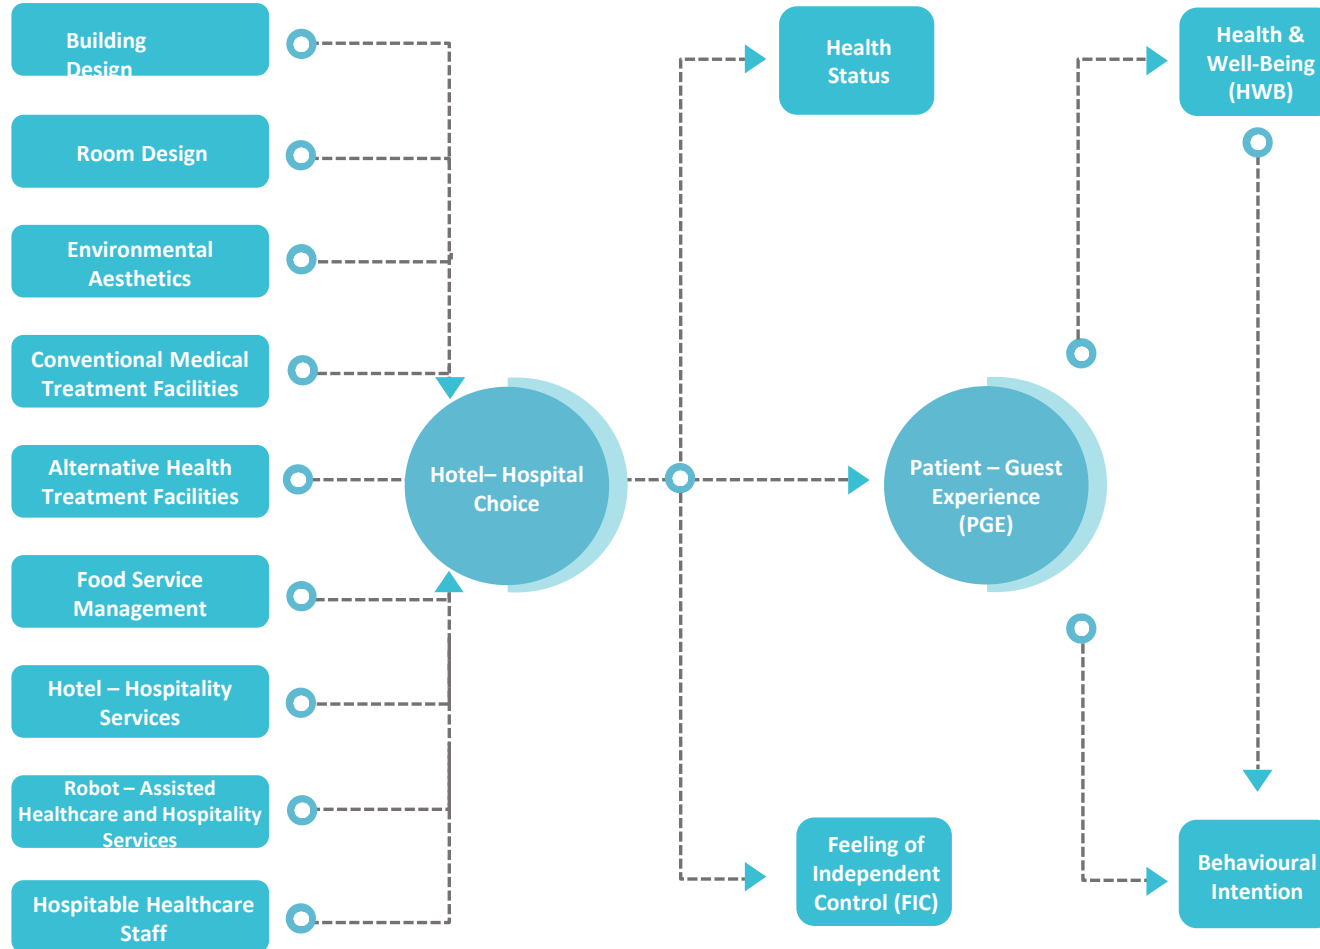 Building
Design
Room Design
Environmental
Aesthetics
Conventional Medical
Treatment Facilities
Alternative Health
Treatment Facilities
Food Service
Management
Hotel – Hospitality
Services
Robot – Assisted
Healthcare and Hospitality
Services
Hospitable Healthcare
Staff
Hotel– Hospital
Choice
Health
Status
Feeling of
Independent
Control (FIC)
Patient – Guest
Experience
(PGE)
Health &
Well-Being
(HWB)
Behavioural
Intention